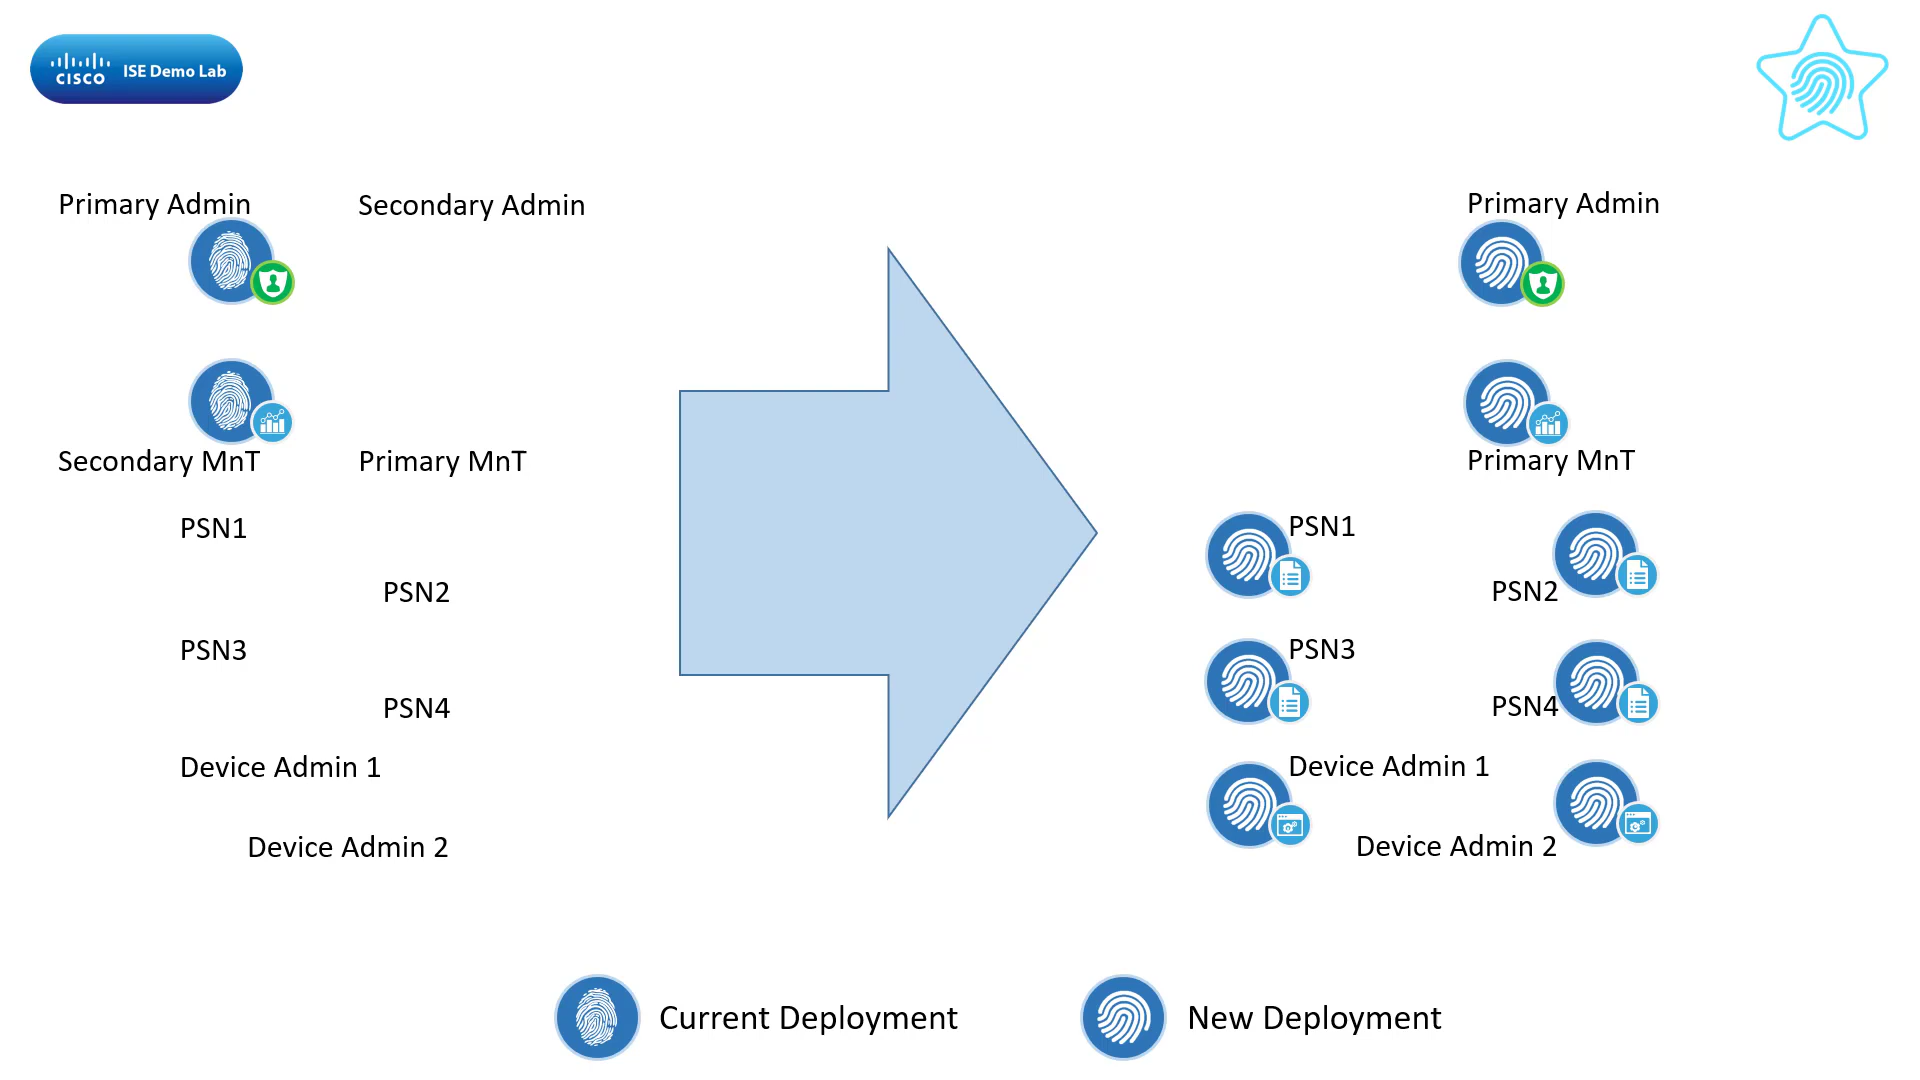 CISCO ISE Demo Lab
Primary Admin
Secondary Admin
Secondary MnT
Primary MnT
PSN1
PSN2
PSN3
PSN4
Device Admin 1
Device Admin 2
Primary Admin
Primary MnT
PSN1
PSN2
PSN3
PSN4
Device Admin 1
Device Admin 2
Current Deployment
New Deployment